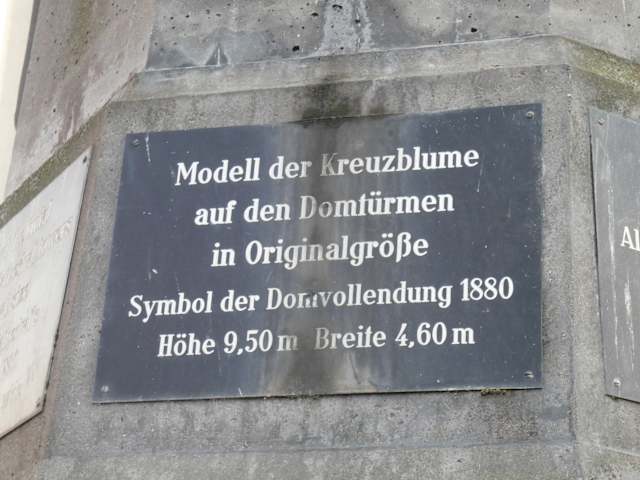 Modell der Kreuzblume
auf den Domtürmen
in Originalgröße
Symbol der Domvollendung 1880
Höhe 9,50 m Breite 4,60 m